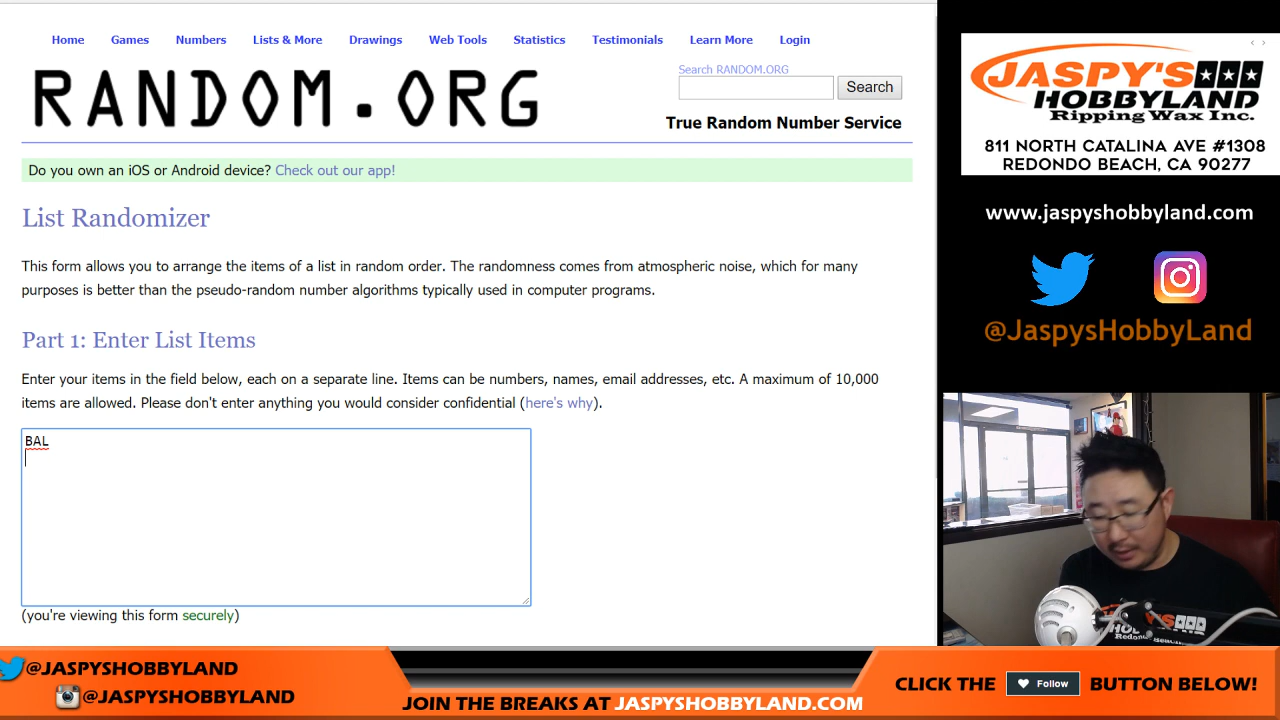 Home Games Numbers Lists & More Drawings Web Tools Statistics Testimonials Learn More Login
RANDOM.ORG
Search RANDOM.ORG
Search
True Random Number Service
Do you own an iOS or Android device? Check out our app!
List Randomizer
This form allows you to arrange the items of a list in random order. The randomness comes from atmospheric noise, which for many
purposes is better than the pseudo-random number algorithms typically used in computer programs.
Part 1: Enter List Items
Enter your items in the field below, each on a separate line. Items can be numbers, names, email addresses, etc. A maximum of 10,000
items are allowed. Please don't enter anything you would consider confidential (here's why).
BAL
(you're viewing this form securely)
JASPY'S
HOBBYLAND
Ripping Wax Inc.
811 NORTH CATALINA AVE #1308
REDONDO BEACH, CA 90277
www.jaspyshobbyland.com
@JaspysHobbyLand
@JASPYSHOBBYLAND
@JASPYSHOBBYLAND
JOIN THE BREAKS AT JASPYSHOBBYLAND.COM
CLICK THE Follow BUTTON BELOW!